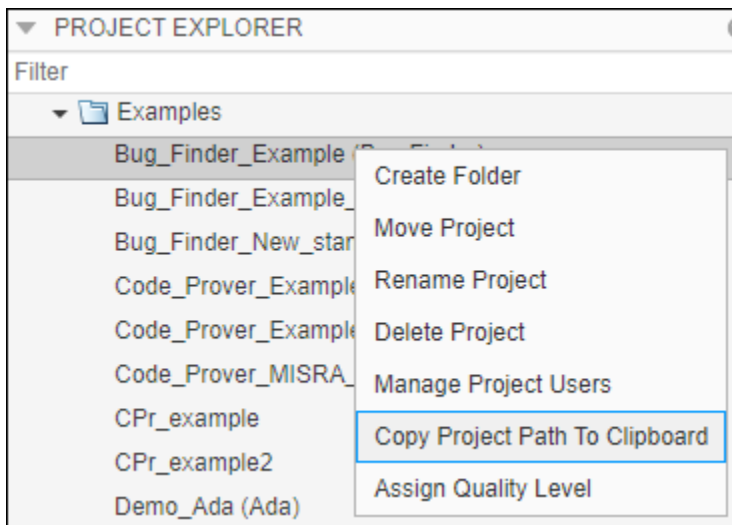 PROJECT EXPLORER
Filter
Examples
Bug_Finder_Example
Bug_Finder_Example_
Bug_Finder_New_star
Code_Prover_Example
Code_Prover_Example
Code_Prover_MISRA_
CPr_example
CPr_example2
Demo_Ada (Ada)
Create Folder
Move Project
Rename Project
Delete Project
Manage Project Users
Copy Project Path To Clipboard
Assign Quality Level